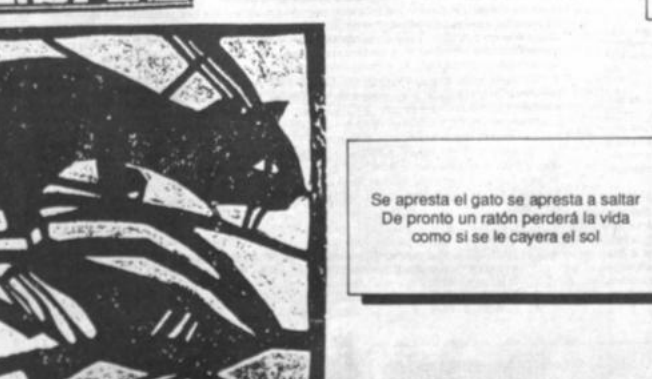 Se apresta el gato se apresta a saltar
De pronto un ratón perderá la vida
como si se le cayera el sol